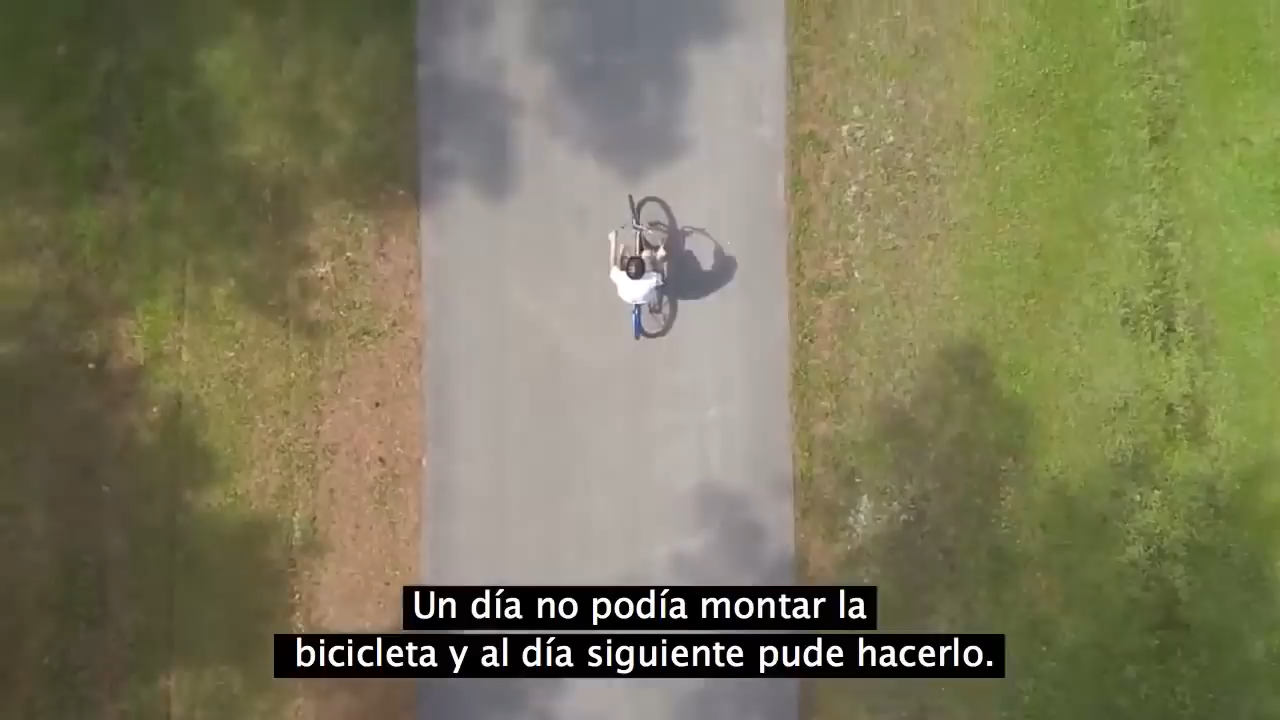 Un día no podía montar la
bicicleta y al día siguiente pude hacerlo.